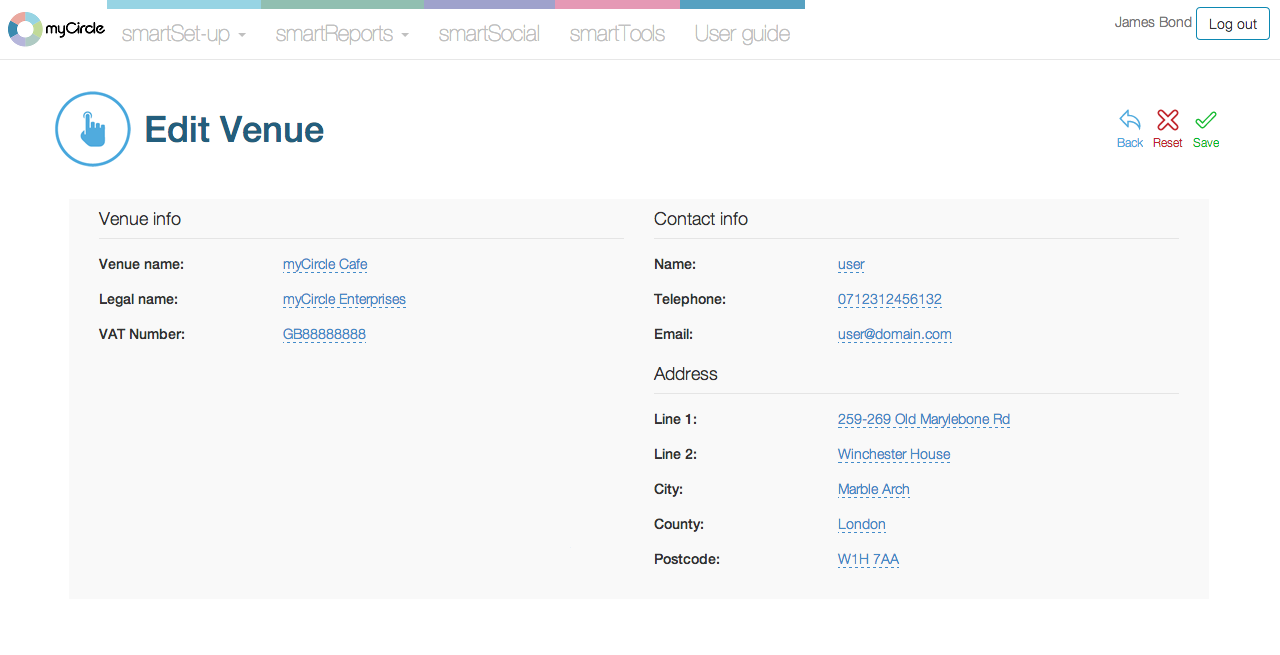 myCircle smartSet-up smartReports smartSocial smartTools User guide James Bond Log out
Edit Venue
Back Reset Save
Venue info
Venue name: myCircle Cafe
Legal name: myCircle Enterprises
VAT Number: GB88888888
Contact info
Name: user
Telephone: 0712312456132
Email: user@domain.com
Address
Line 1: 259-269 Old Marylebone Rd
Line 2: Winchester House
City: Marble Arch
County: London
Postcode: W1H 7AA